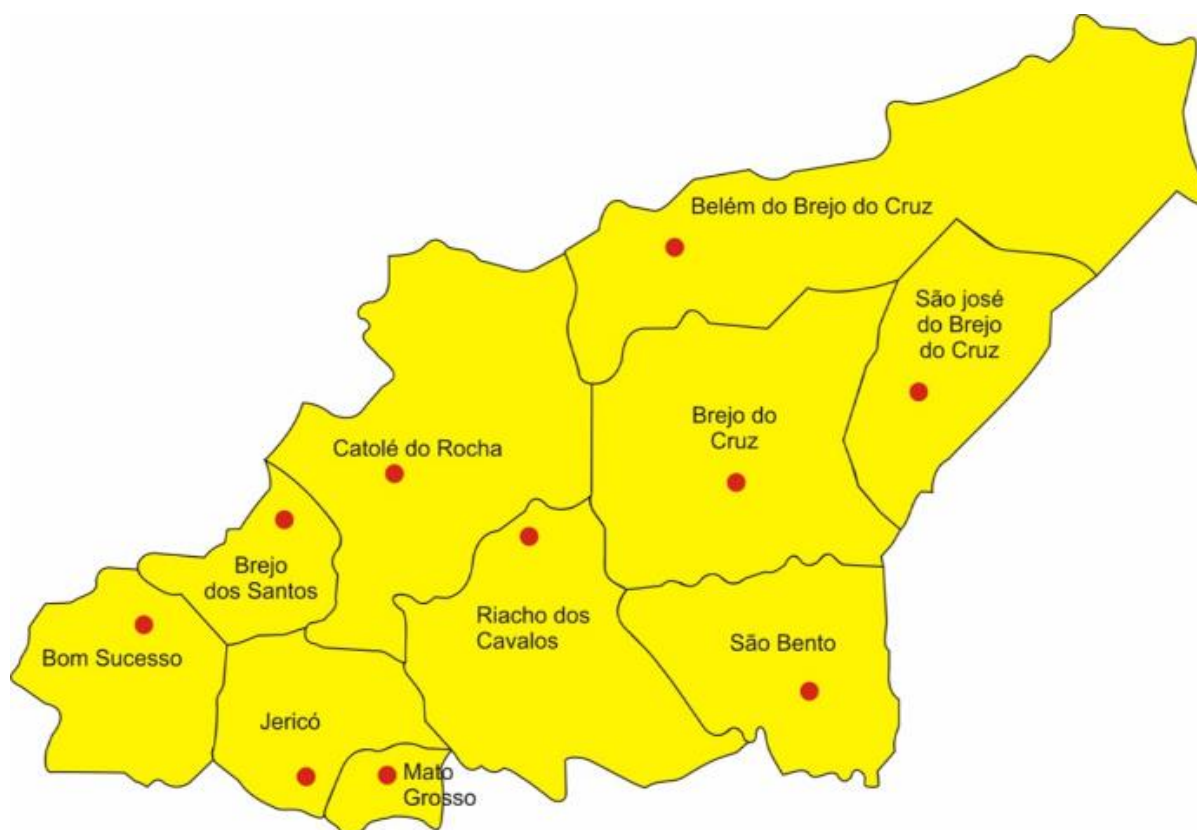 Belém do Brejo do Cruz
São josé
do Brejo
do Cruz
Brejo do
Cruz
Catolé do Rocha
Brejo
dos Santos
Riacho dos
Cavalos
São Bento
Bom Sucesso
Jericó
Mato
Grosso